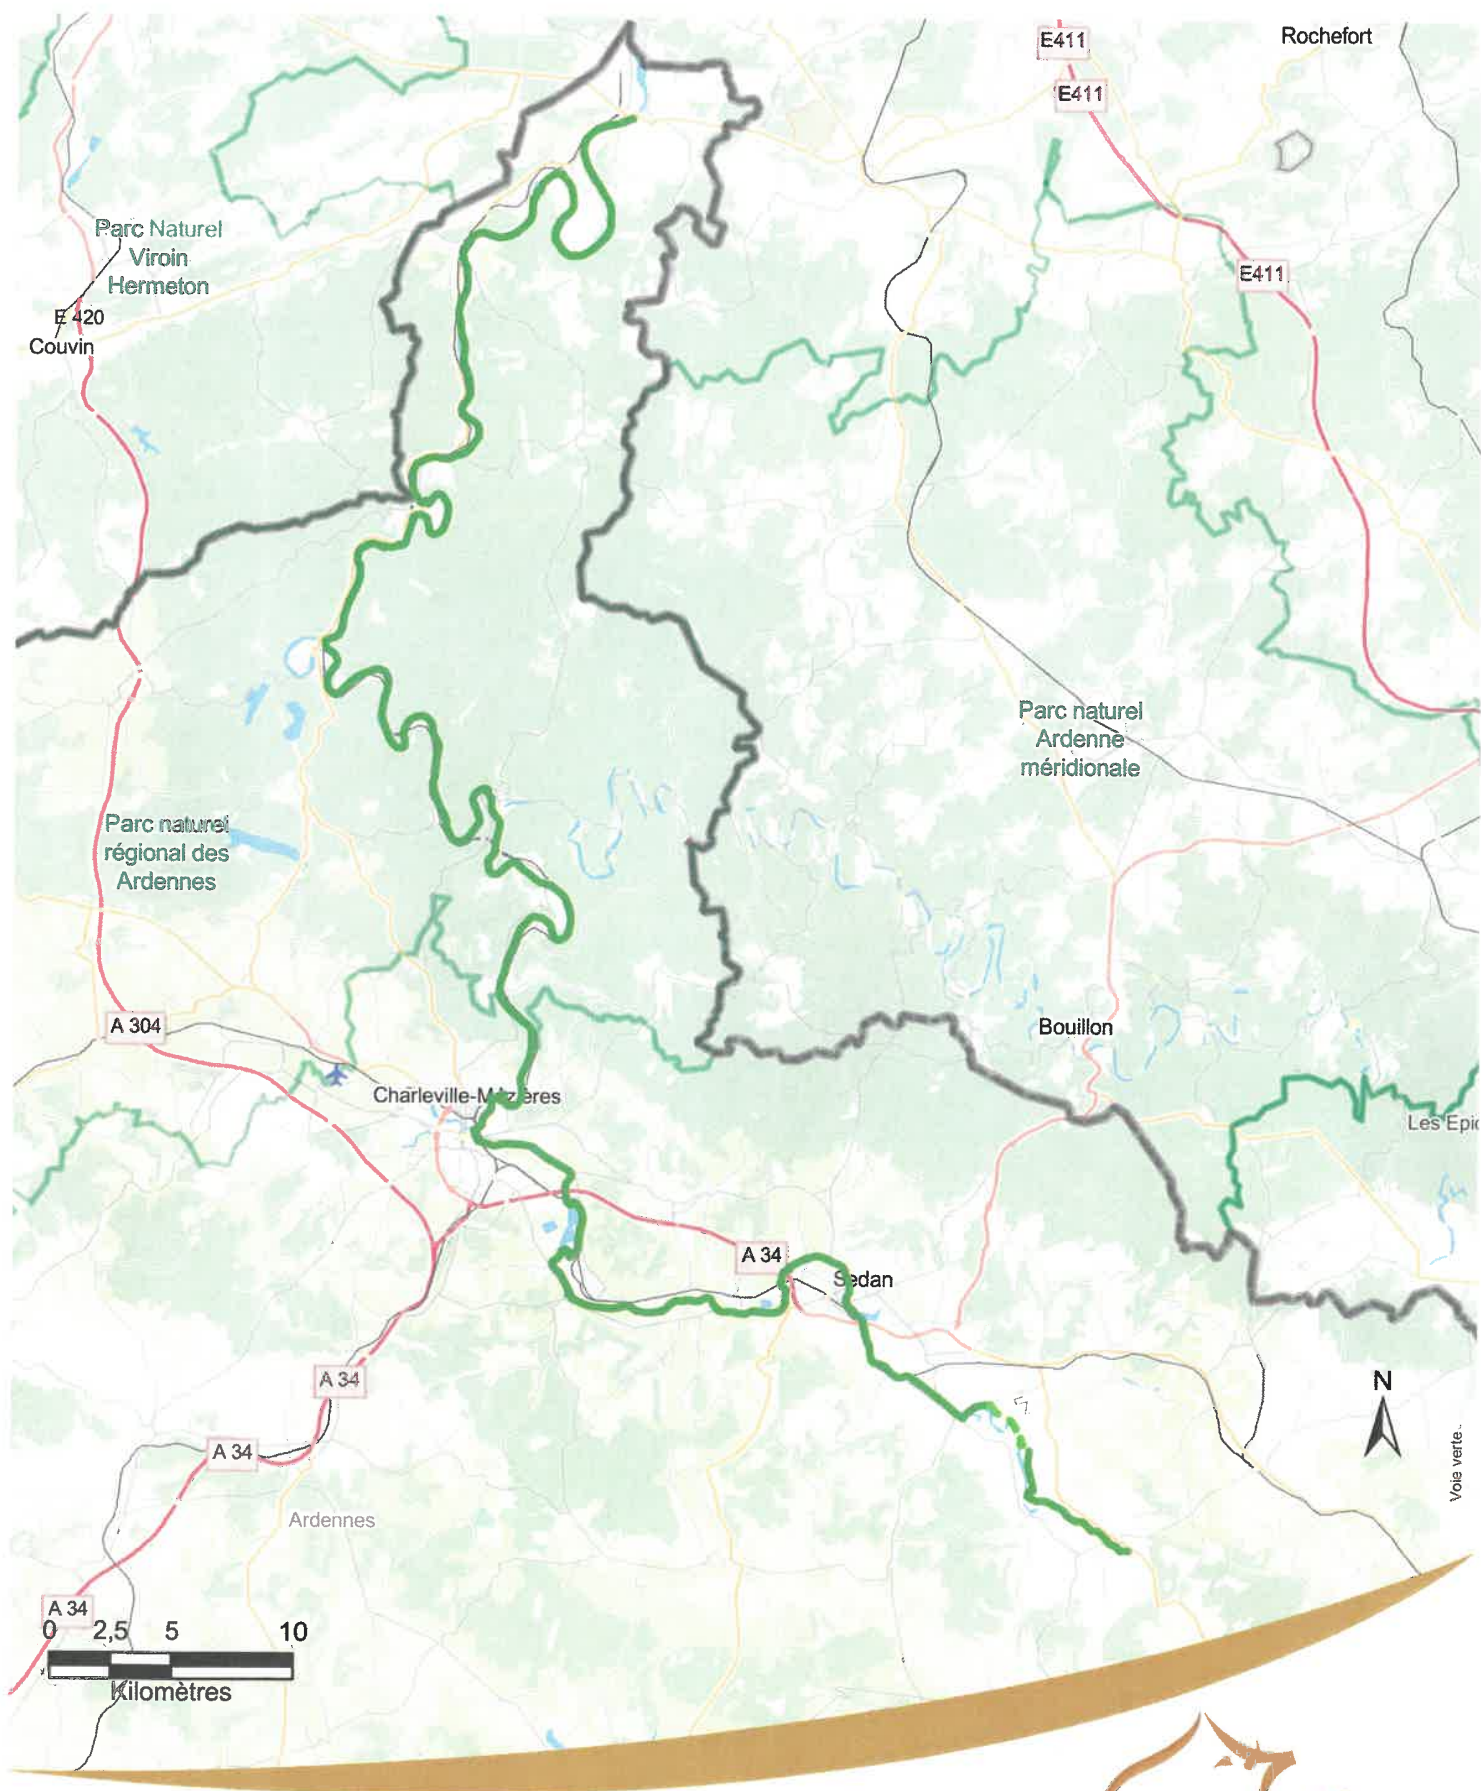 E411
Rochefort
E411
Parc Naturel
Viroin
Hermeton
E411
E 420
Couvin
Parc naturel
Ardenne
méridionale
Parc naturel
régional des
Ardennes
A 304
Bouillon
Charleville-Mézières
Les Epi
A 34
Sedan
A 34
N
A 34
Voie verte
Ardennes
A 34
0 2,5 5 10
Kilomètres